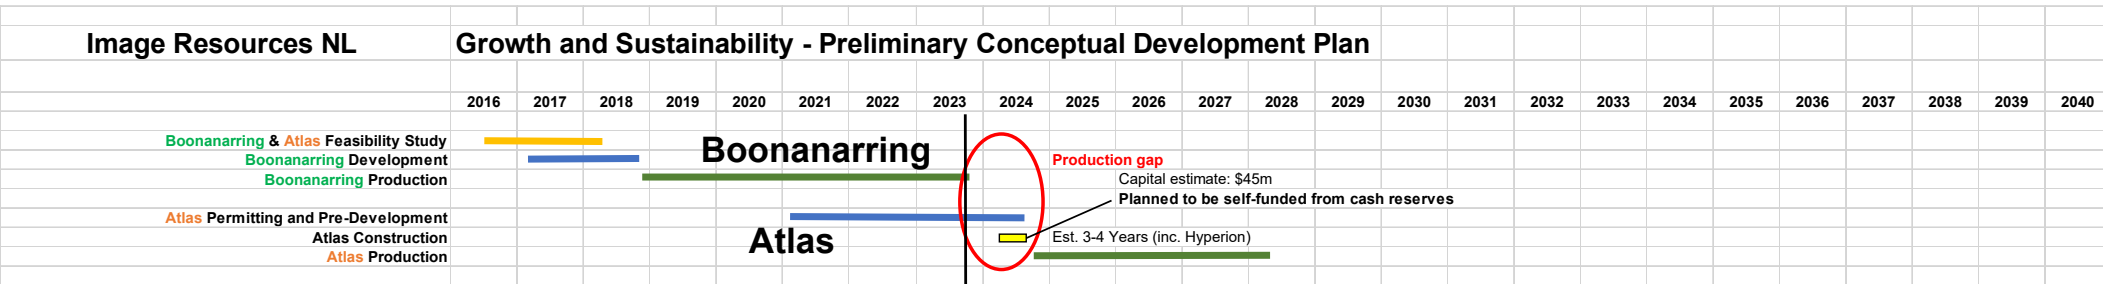 Image Resources NL
Growth and Sustainability - Preliminary Conceptual Development Plan
2016 2017 2018 2019 2020 2021 2022 2023 2024 2025 2026 2027 2028 2029 2030 2031 2032 2033 2034 2035 2036 2037 2038 2039 2040
Boonanarring & Atlas Feasibility Study
Boonanarring
Boonanarring Development
Production gap
Boonanarring Production
Capital estimate: $45m
Planned to be self-funded from cash reserves
Atlas Permitting and Pre-Development
Atlas Construction
Atlas
Est. 3-4 Years (inc. Hyperion)
Atlas Production